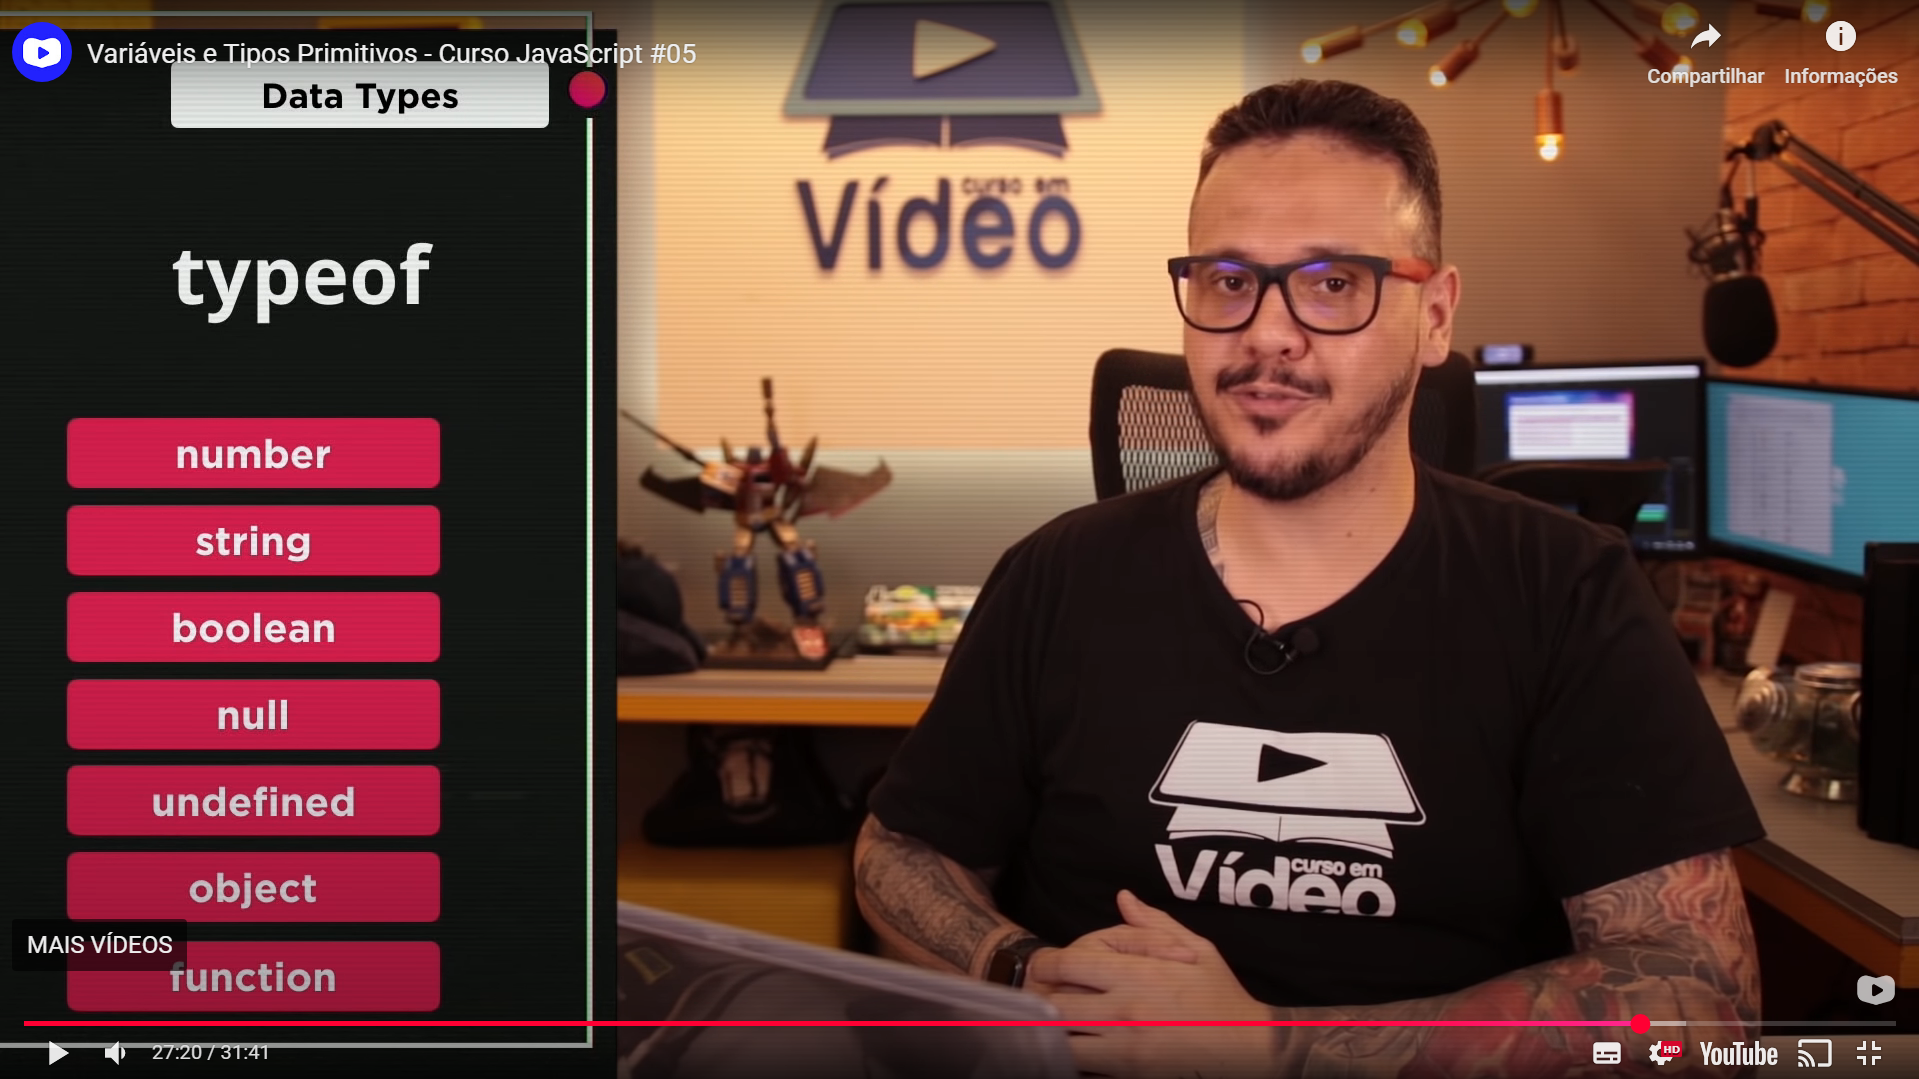 Variáveis e Tipos Primitivos - Curso JavaScript #05
Compartilhar
Informações
Data Types
typeof
number
string
boolean
null
undefined
object
function
curso em
Vídeo
curso em
Vídeo
MAIS VÍDEOS
27:20 / 31:41
HD
YouTube